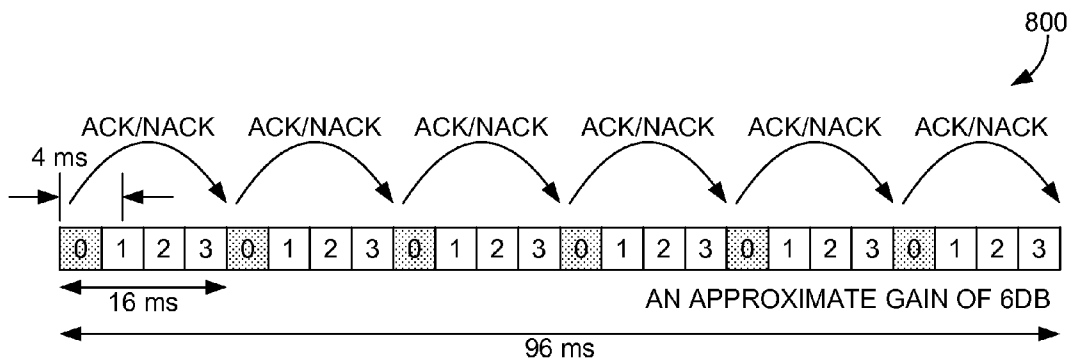 800
ACK/NACK ACK/NACK ACK/NACK ACK/NACK ACK/NACK ACK/NACK
4 ms
0 1 2 3 0 1 2 3 0 1 2 3 0 1 2 3 0 1 2 3 0 1 2 3
16 ms
AN APPROXIMATE GAIN OF 6DB
96 ms